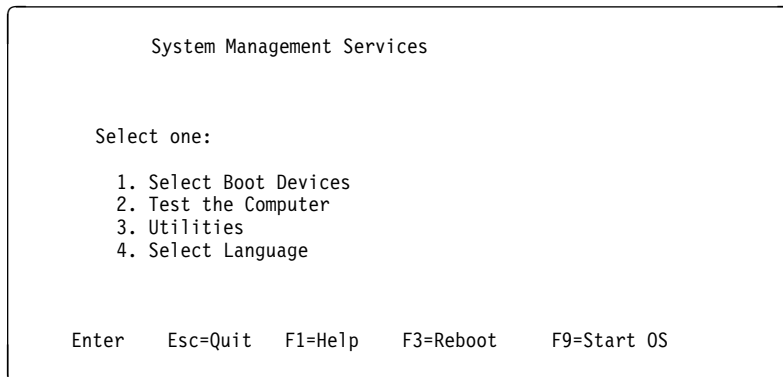 System Management Services
Select one:
1. Select Boot Devices
2. Test the Computer
3. Utilities
4. Select Language
Enter Esc=Quit F1=Help F3=Reboot F9=Start OS